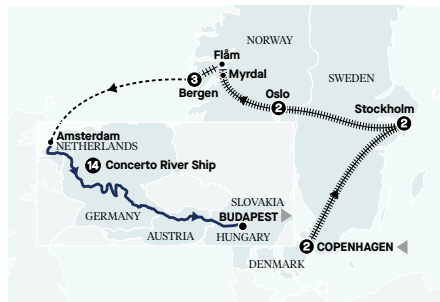 NORWAY
Flåm
Myrdal
SWEDEN
3
Bergen
Oslo
2
Stockholm
2
Amsterdam
NETHERLANDS
14 Concerto River Ship
SLOVAKIA
BUDAPEST
GERMANY
AUSTRIA
HUNGARY
2 COPENHAGEN
DENMARK